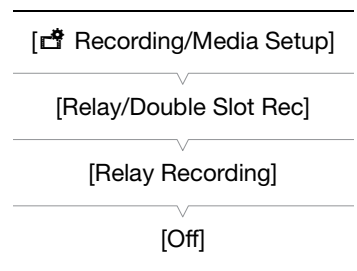 [ Recording/Media Setup]
[Relay/Double Slot Rec]
[Relay Recording]
[Off]